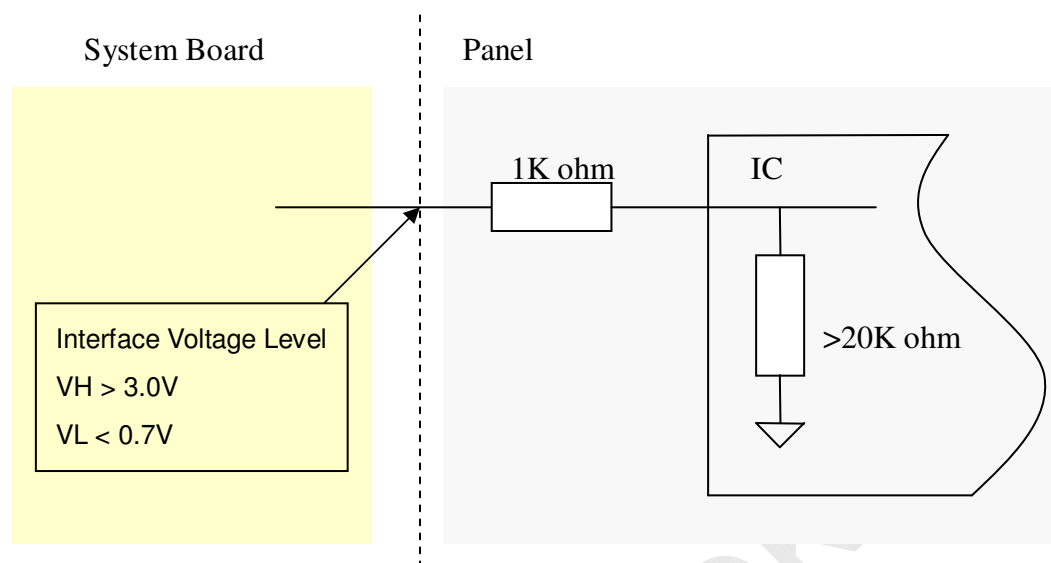 System Board
Panel
1K ohm
IC
>20K ohm
Interface Voltage Level
VH > 3.0V
VL < 0.7V